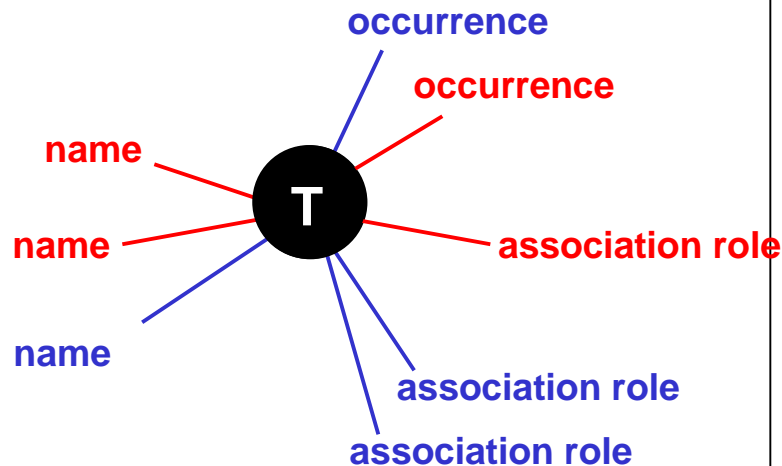 occurrence
occurrence
name
T
name
association role
name
association role
association role